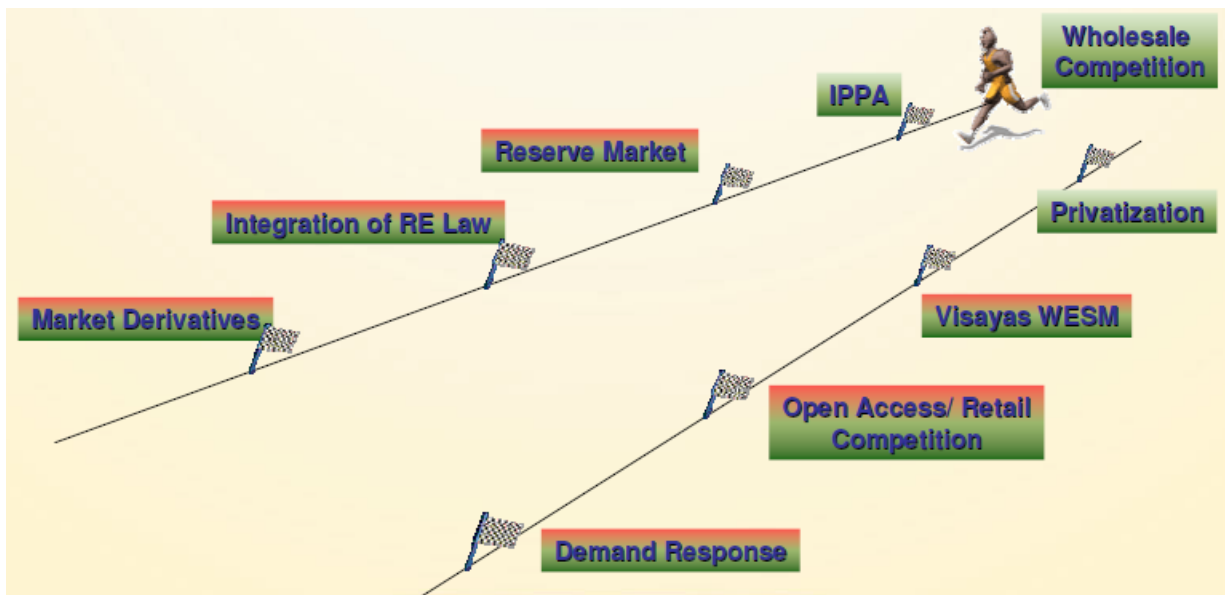 Wholesale
Competition
IPPA
Reserve Market
Privatization
Integration of RE Law
Visayas WESM
Market Derivatives
Open Access/ Retail
Competition
Demand Response